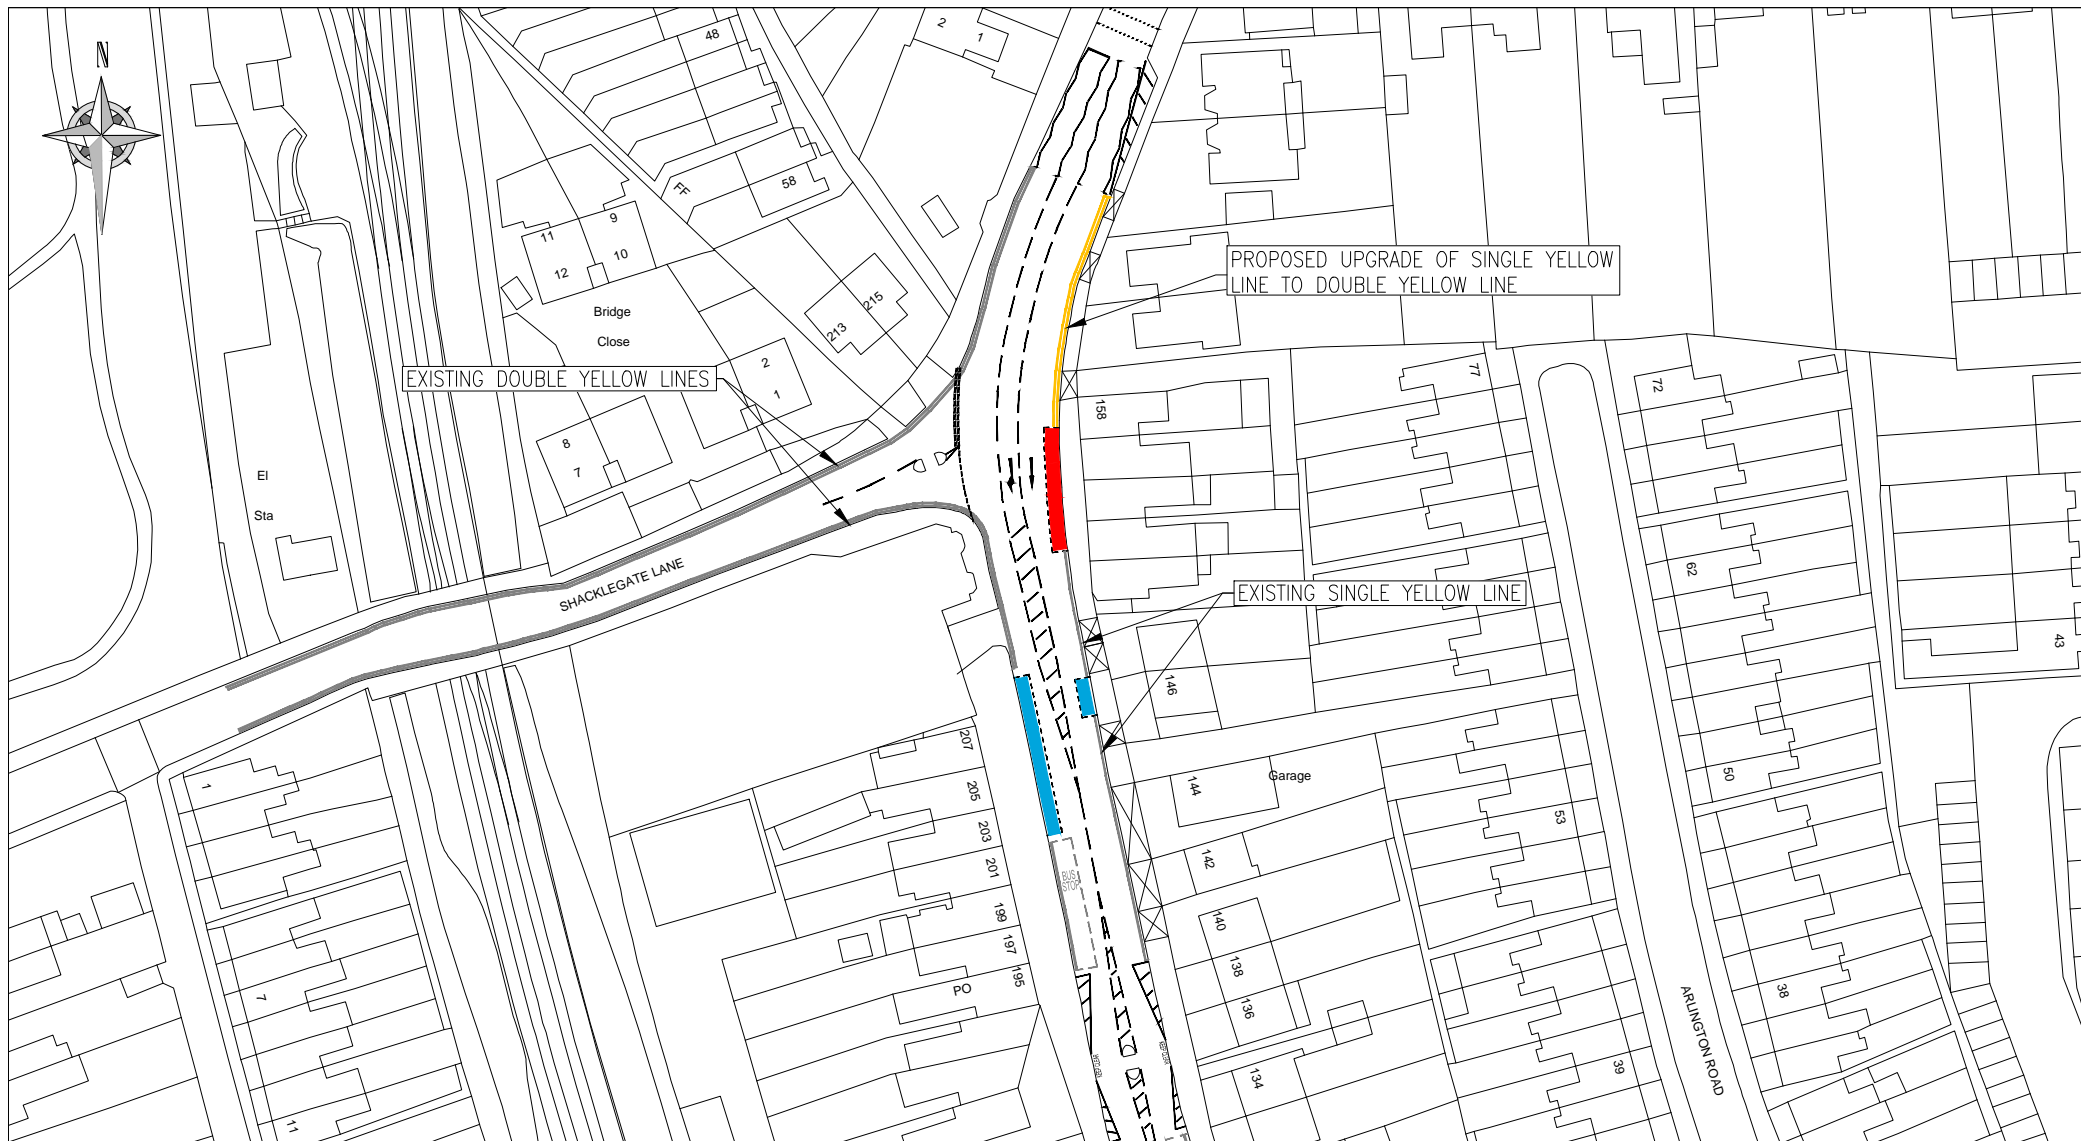 N
48
2
1
FF
58
11
9
12
10
Bridge
Close
215
213
PROPOSED UPGRADE OF SINGLE YELLOW
LINE TO DOUBLE YELLOW LINE
EXISTING DOUBLE YELLOW LINES
2
1
8
7
158
77
72
El
Sta
SHACKLEGATE LANE
EXISTING SINGLE YELLOW LINE
62
43
146
207
205
203
201
199
197
195
1
144
Garage
50
53
142
BUS
STOP
140
138
136
134
PO
7
11
38
39
ARLINGTON ROAD